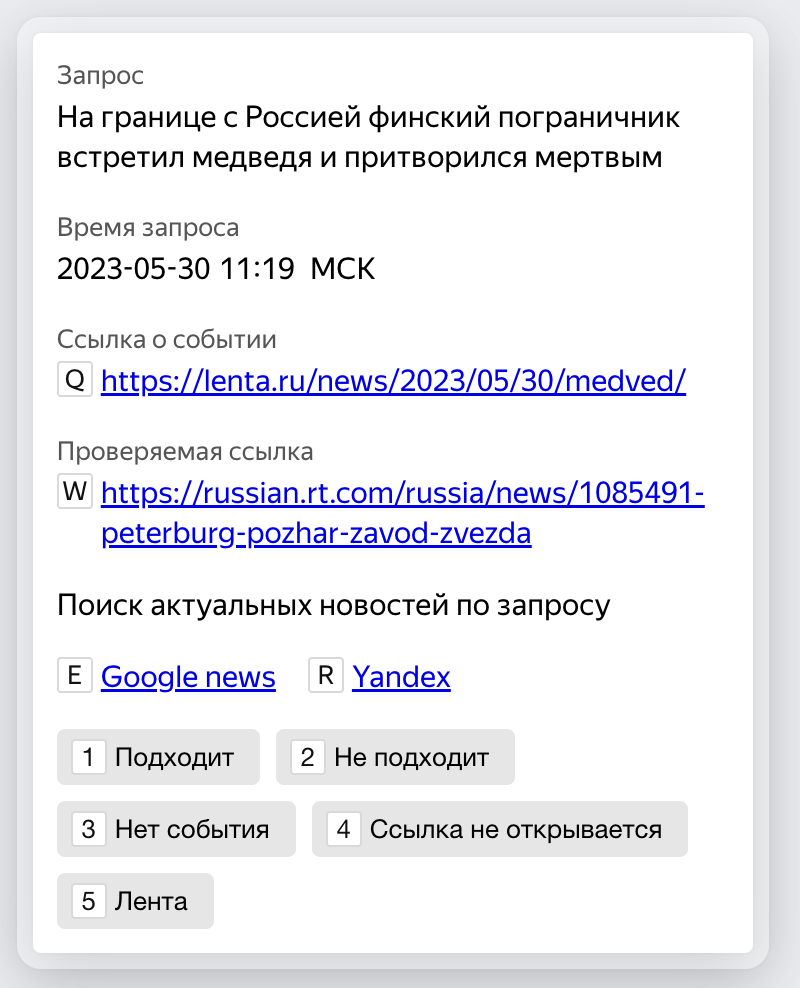 Запрос
На границе с Россией финский пограничник
встретил медведя и притворился мертвым
Время запроса
2023-05-30 11:19 МСК
Ссылка о событии
Q https://lenta.ru/news/2023/05/30/medved/
Проверяемая ссылка
W https://russian.rt.com/russia/news/1085491-
peterburg-pozhar-zavod-zvezda
Поиск актуальных новостей по запросу
E Google news R Yandex
1 Подходит 2 Не подходит
3 Нет события 4 Ссылка не открывается
5 Лента